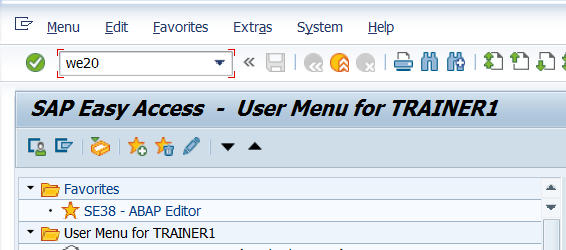 Menu Edit Favorites Extras System Help
we20
SAP Easy Access - User Menu for TRAINER1
Favorites
SE38 - ABAP Editor
User Menu for TRAINER1